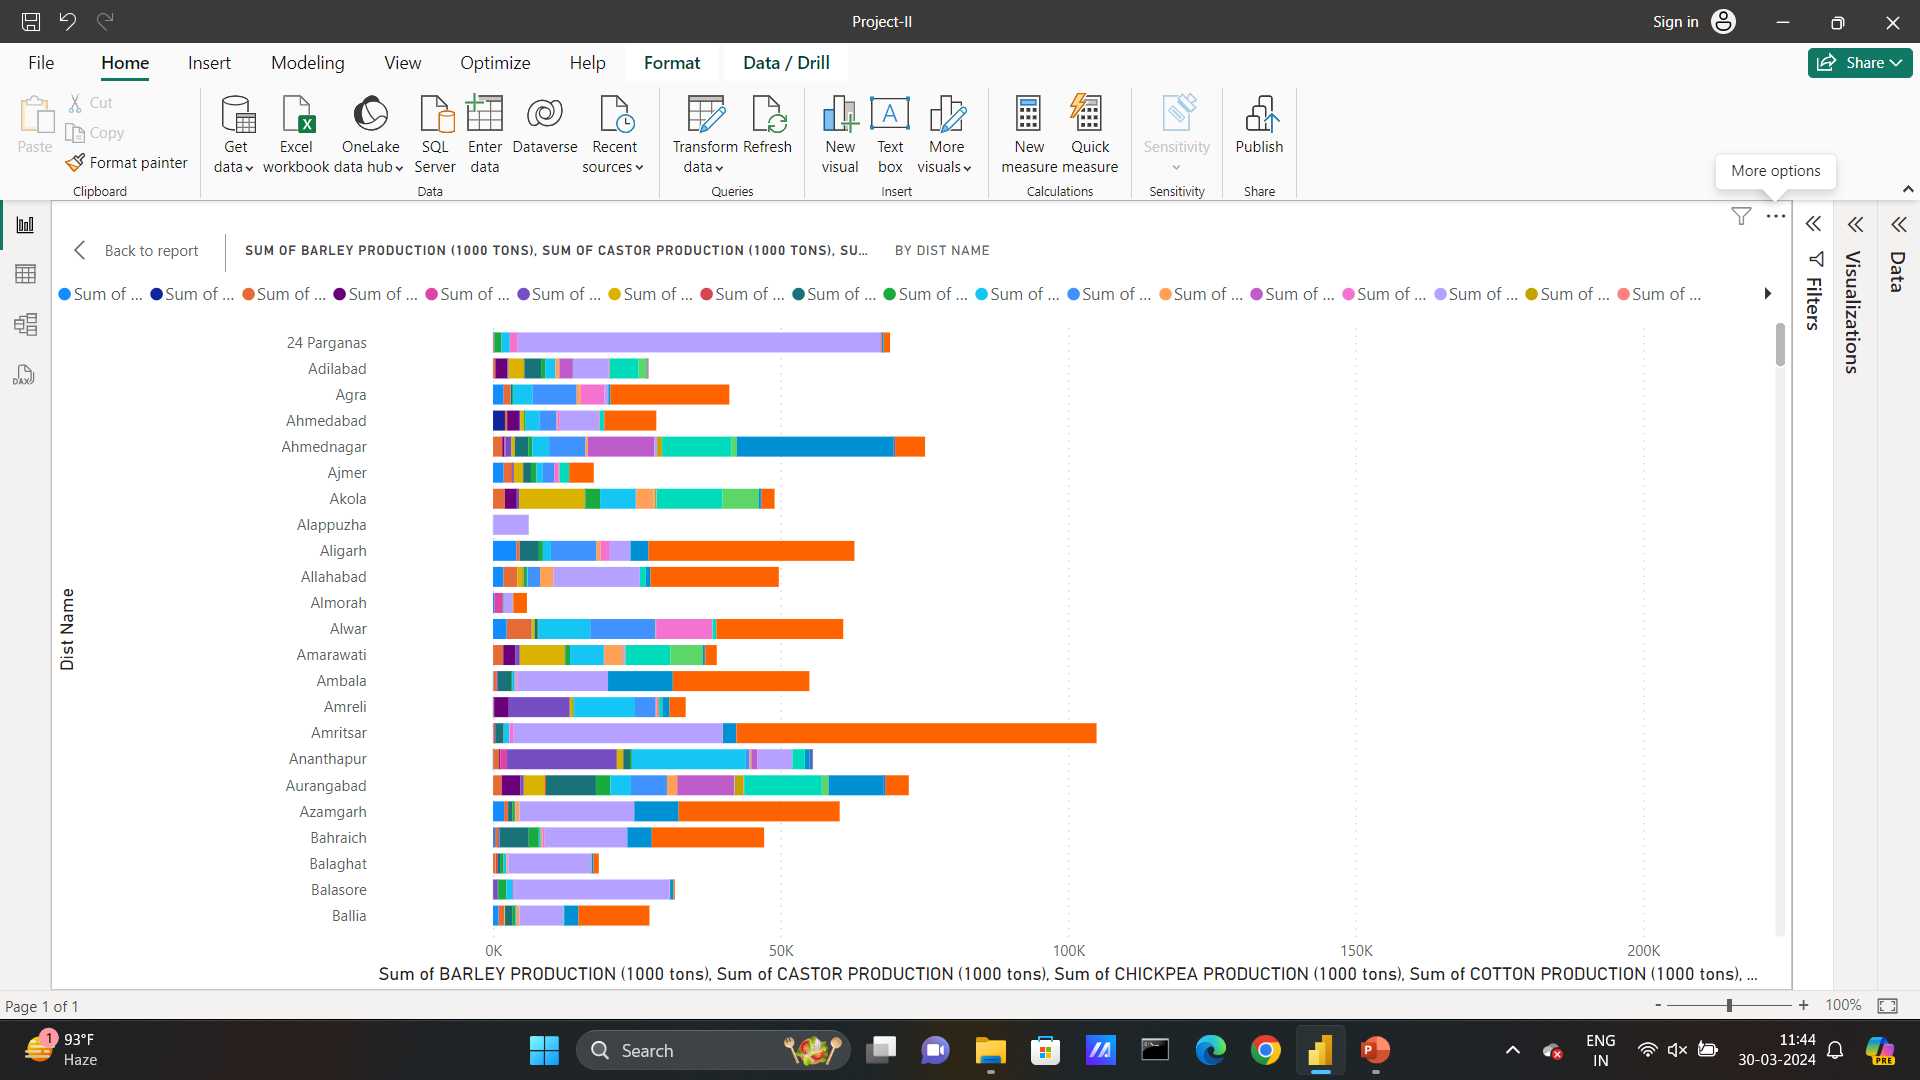 Project-II
Sign in
File Home Insert Modeling View Optimize Help Format Data / Drill
Share
Paste
Cut
Copy
Format painter
Clipboard
Get data
Excel workbook
OneLake data hub
SQL Server
Enter data
Dataverse
Recent sources
Data
Transform data
Refresh
Queries
New visual
Text box
More visuals
Insert
New measure
Quick measure
Calculations
Sensitivity
Sensitivity
Publish
Share
More options
Back to report
SUM OF BARLEY PRODUCTION (1000 TONS), SUM OF CASTOR PRODUCTION (1000 TONS), SU... BY DIST NAME
Sum of ... Sum of ... Sum of ... Sum of ... Sum of ... Sum of ... Sum of ... Sum of ... Sum of ... Sum of ... Sum of ... Sum of ... Sum of ... Sum of ... Sum of ... Sum of ... Sum of ... Sum of ...
Filters
Visualizations
Data
DAX
Dist Name
24 Parganas
Adilabad
Agra
Ahmedabad
Ahmednagar
Ajmer
Akola
Alappuzha
Aligarh
Allahabad
Almorah
Alwar
Amarawati
Ambala
Amreli
Amritsar
Ananthapur
Aurangabad
Azamgarh
Bahraich
Balaghat
Balasore
Ballia
0K 50K 100K 150K 200K
Sum of BARLEY PRODUCTION (1000 tons), Sum of CASTOR PRODUCTION (1000 tons), Sum of CHICKPEA PRODUCTION (1000 tons), Sum of COTTON PRODUCTION (1000 tons), ...
Page 1 of 1
- + 100%
1
93°F
Haze
Search
ENG
IN
11:44
30-03-2024
PRE